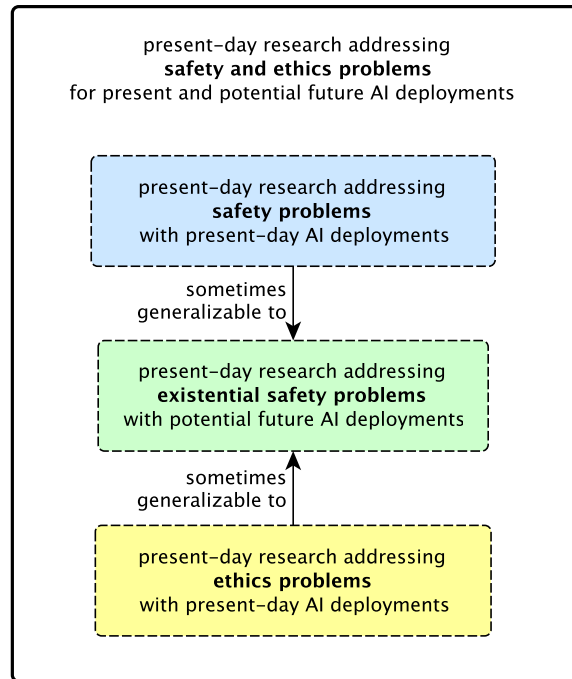 present-day research addressing
safety and ethics problems
for present and potential future AI deployments
present-day research addressing
safety problems
with present-day AI deployments
sometimes
generalizable to
present-day research addressing
existential safety problems
with potential future AI deployments
sometimes
generalizable to
present-day research addressing
ethics problems
with present-day AI deployments